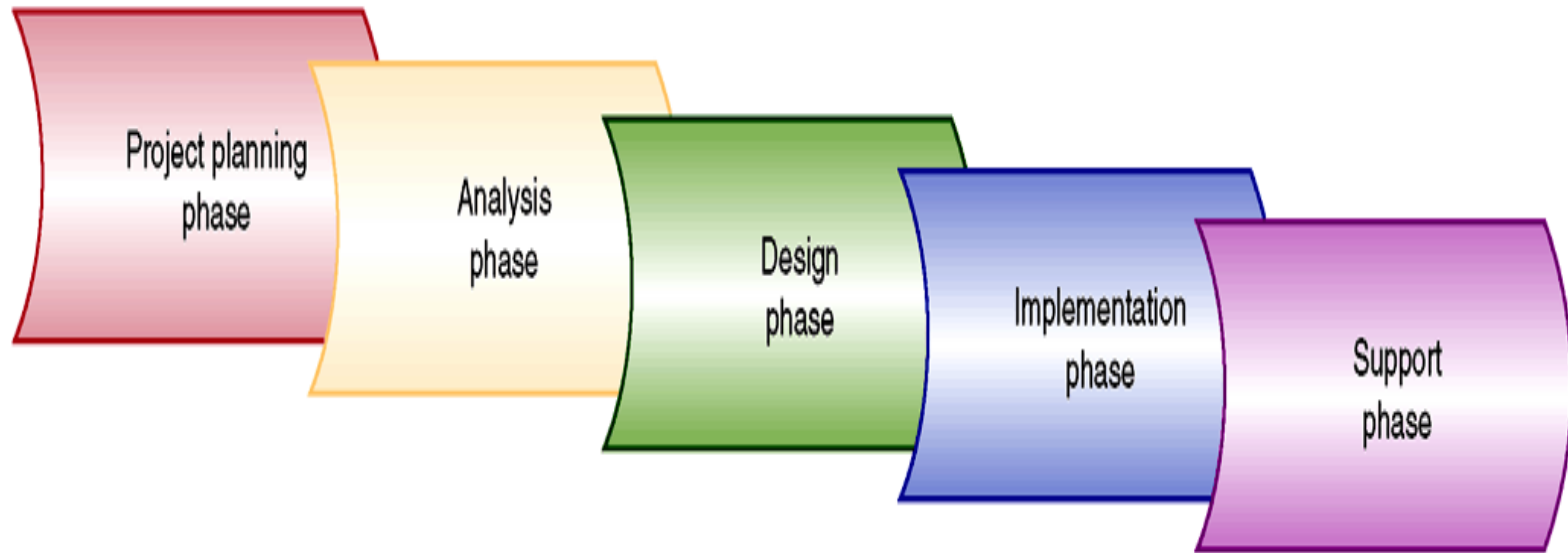 Project planning
phase
Analysis
phase
Design
phase
Implementation
phase
Support
phase